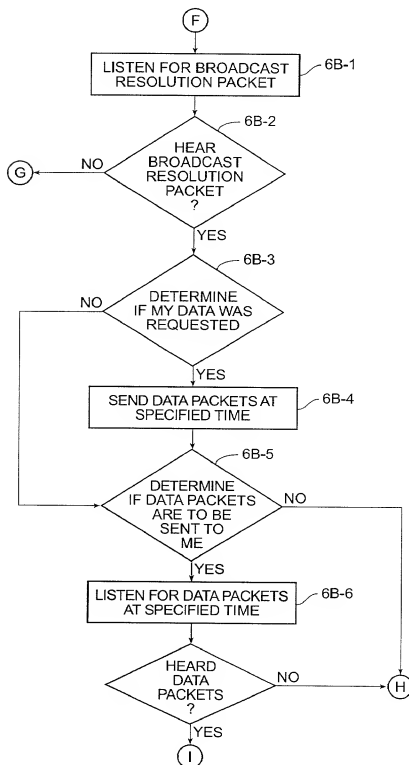 F
LISTEN FOR BROADCAST
RESOLUTION PACKET
6B-1
6B-2
HEAR
BROADCAST
RESOLUTION
PACKET
?
NO
G
YES
6B-3
NO
DETERMINE
IF MY DATA WAS
REQUESTED
YES
SEND DATA PACKETS AT
SPECIFIED TIME
6B-4
6B-5
DETERMINE
IF DATA PACKETS
ARE TO BE
SENT TO
ME
NO
YES
LISTEN FOR DATA PACKETS
AT SPECIFIED TIME
6B-6
HEARD
DATA
PACKETS
?
NO
H
YES
I